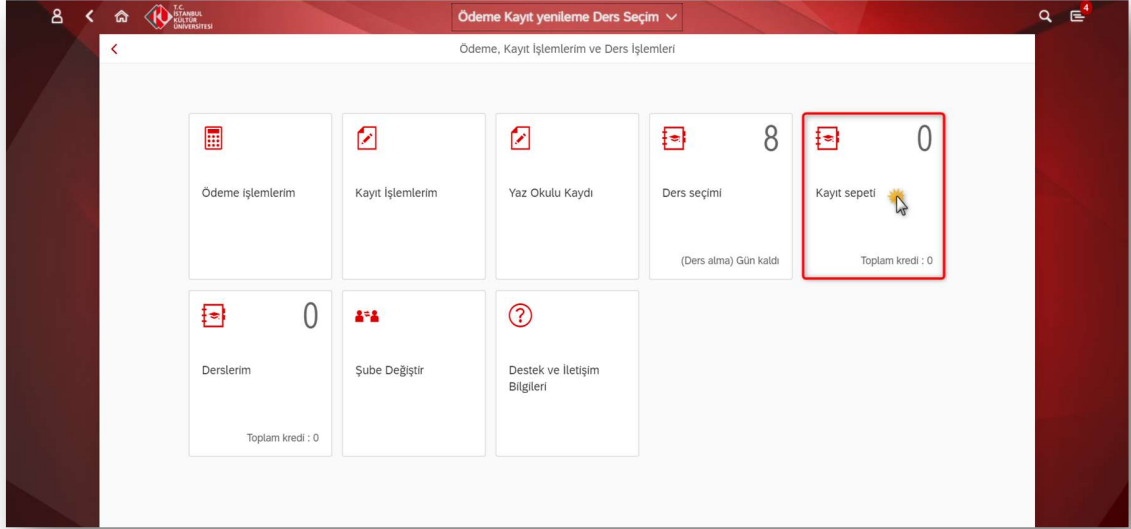 T.C.
İSTANBUL
KÜLTÜR
ÜNİVERSİTESİ
Ödeme Kayıt yenileme Ders Seçim
4
Ödeme, Kayıt İşlemlerim ve Ders İşlemleri
8
0
Ödeme işlemlerim
Kayıt İşlemlerim
Yaz Okulu Kaydı
Ders seçimi
Kayıt sepeti
(Ders alma) Gün kaldı
Toplam kredi : 0
0
Derslerim
Şube Değiştir
Destek ve İletişim
Bilgileri
Toplam kredi : 0